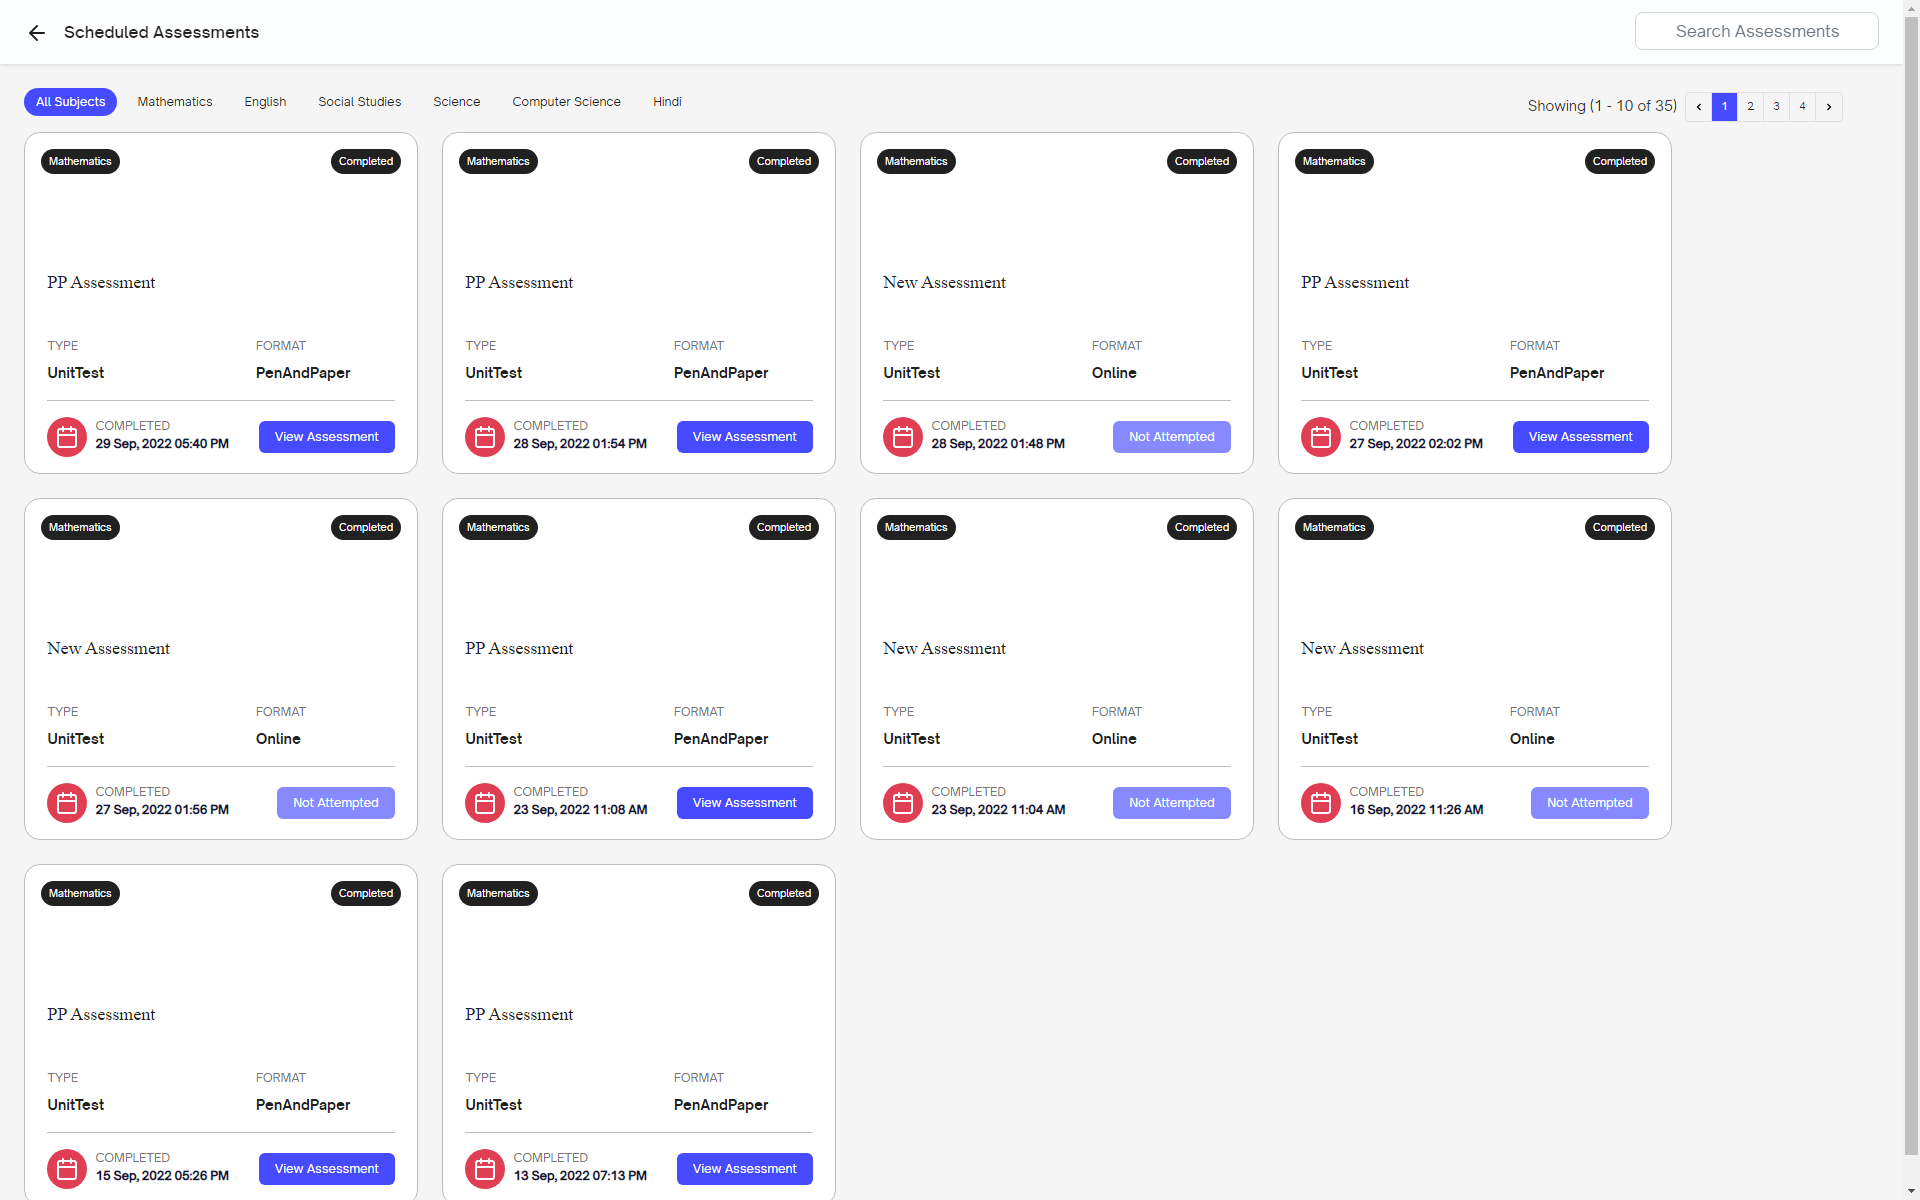 Scheduled Assessments
Search Assessments
All Subjects Mathematics English Social Studies Science Computer Science Hindi
Showing (1 - 10 of 35) ‹ 1 2 3 4 ›
Mathematics Completed
PP Assessment
TYPE FORMAT
UnitTest PenAndPaper
COMPLETED
29 Sep, 2022 05:40 PM
View Assessment
Mathematics Completed
PP Assessment
TYPE FORMAT
UnitTest PenAndPaper
COMPLETED
28 Sep, 2022 01:54 PM
View Assessment
Mathematics Completed
New Assessment
TYPE FORMAT
UnitTest Online
COMPLETED
28 Sep, 2022 01:48 PM
Not Attempted
Mathematics Completed
PP Assessment
TYPE FORMAT
UnitTest PenAndPaper
COMPLETED
27 Sep, 2022 02:02 PM
View Assessment
Mathematics Completed
New Assessment
TYPE FORMAT
UnitTest Online
COMPLETED
27 Sep, 2022 01:56 PM
Not Attempted
Mathematics Completed
PP Assessment
TYPE FORMAT
UnitTest PenAndPaper
COMPLETED
23 Sep, 2022 11:08 AM
View Assessment
Mathematics Completed
New Assessment
TYPE FORMAT
UnitTest Online
COMPLETED
23 Sep, 2022 11:04 AM
Not Attempted
Mathematics Completed
New Assessment
TYPE FORMAT
UnitTest Online
COMPLETED
16 Sep, 2022 11:26 AM
Not Attempted
Mathematics Completed
PP Assessment
TYPE FORMAT
UnitTest PenAndPaper
COMPLETED
15 Sep, 2022 05:26 PM
View Assessment
Mathematics Completed
PP Assessment
TYPE FORMAT
UnitTest PenAndPaper
COMPLETED
13 Sep, 2022 07:13 PM
View Assessment